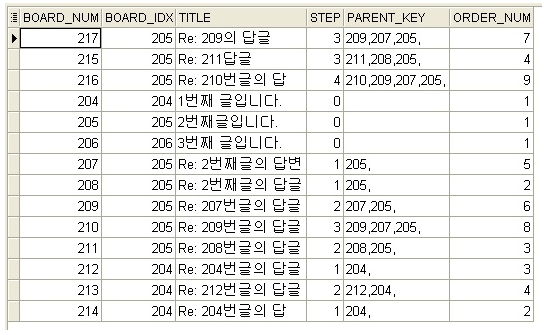 BOARD_NUM BOARD_IDX TITLE STEP PARENT_KEY ORDER_NUM
217 205 Re: 209의 답글 3 209,207,205, 7
215 205 Re: 211답글 3 211,208,205, 4
216 205 Re: 210번글의 답 4 210,209,207,205, 9
204 204 1번째 글입니다. 0 1
205 205 2번째글입니다. 0 1
206 206 3번째 글입니다. 0 1
207 205 Re: 2번째글의 답변 1 205, 5
208 205 Re: 2번째글의 답글 1 205, 2
209 205 Re: 207번글의 답글 2 207,205, 6
210 205 Re: 209번글의 답글 3 209,207,205, 8
211 205 Re: 208번글의 답글 2 208,205, 3
212 204 Re: 204번글의 답글 1 204, 3
213 204 Re: 212번글의 답글 2 212,204, 4
214 204 Re: 204번글의 답 1 204, 2